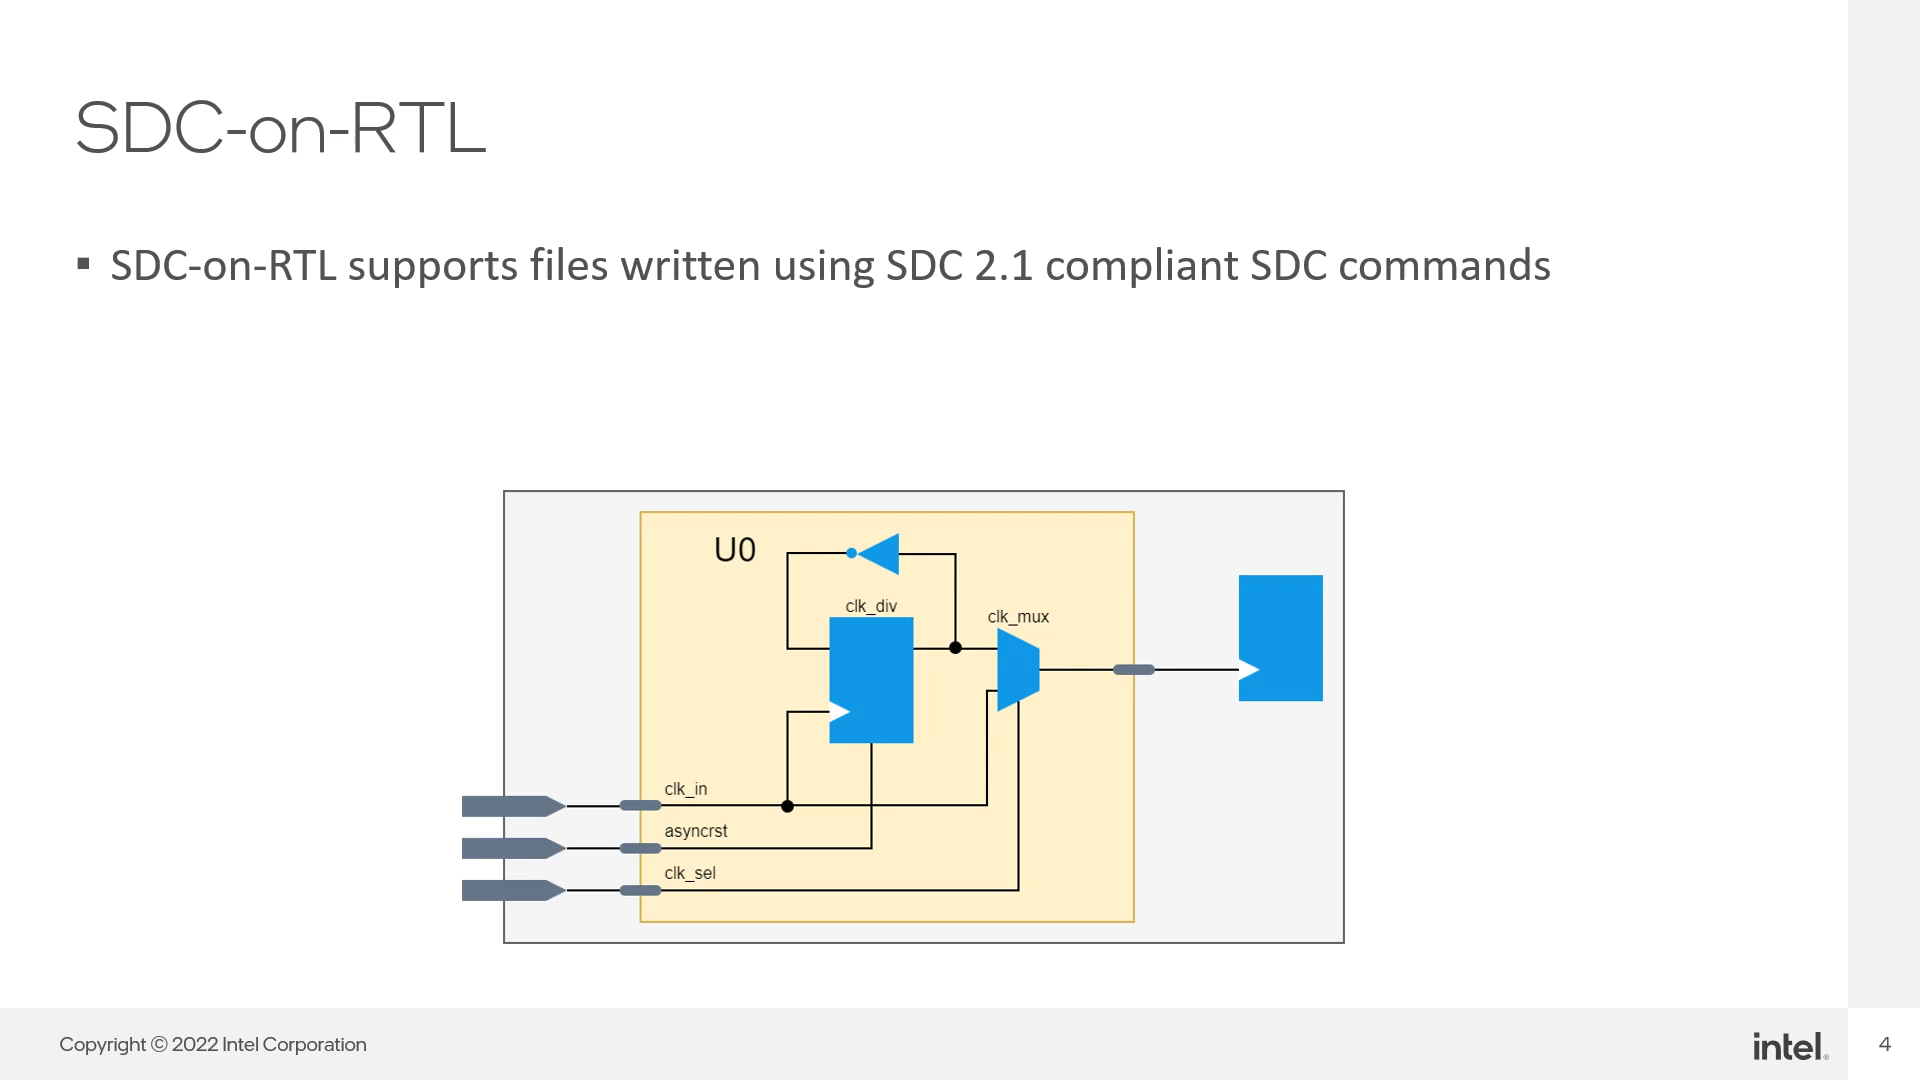 SDC-on-RTL
▪ SDC-on-RTL supports files written using SDC 2.1 compliant SDC commands
U0
clk_div
clk_mux
clk_in
asyncrst
clk_sel
Copyright © 2022 Intel Corporation
intel®
4